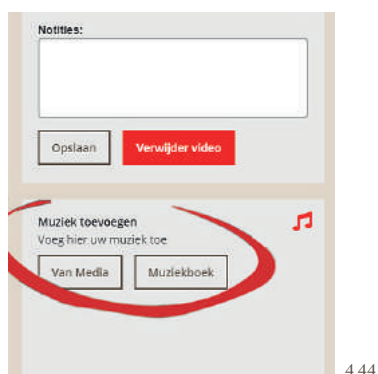 Notities:
Opslaan Verwijder video
Muziek toevoegen
Voeg hier uw muziek toe
Van Media Muziekboek
4.44